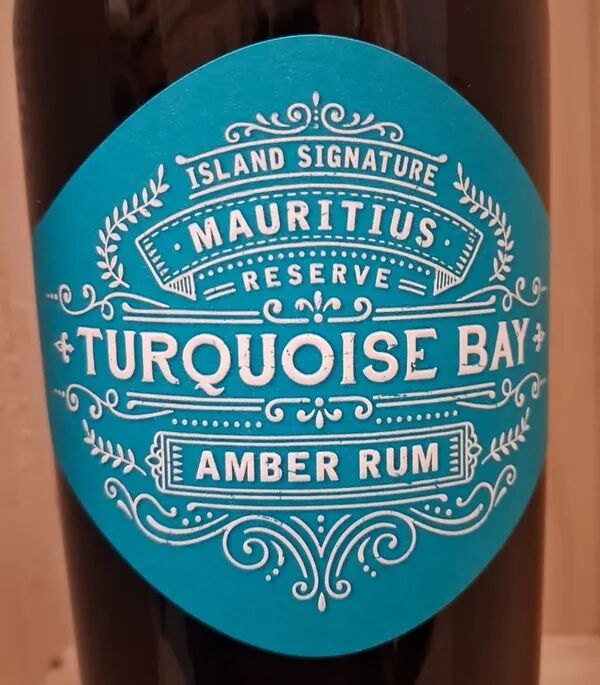 ISLAND SIGNATURE
· MAURITIUS ·
RESERVE
TURQUOISE BAY
AMBER RUM